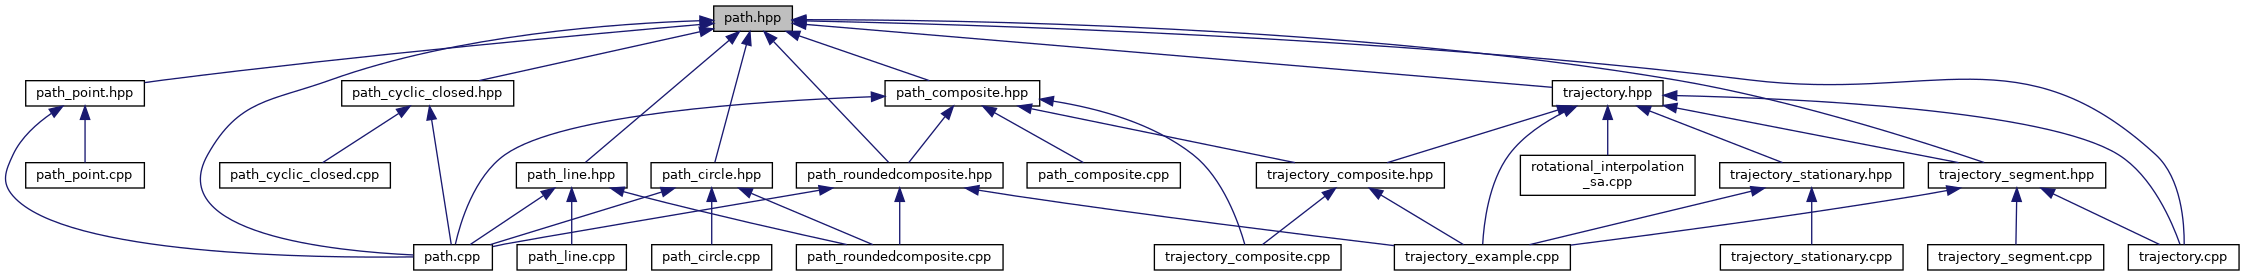 path.hpp
path_point.hpp
path_cyclic_closed.hpp
path_composite.hpp
trajectory.hpp
path_point.cpp
path_cyclic_closed.cpp
path_line.hpp
path_circle.hpp
path_roundedcomposite.hpp
path_composite.cpp
trajectory_composite.hpp
rotational_interpolation
_sa.cpp
trajectory_stationary.hpp
trajectory_segment.hpp
path.cpp
path_line.cpp
path_circle.cpp
path_roundedcomposite.cpp
trajectory_composite.cpp
trajectory_example.cpp
trajectory_stationary.cpp
trajectory_segment.cpp
trajectory.cpp